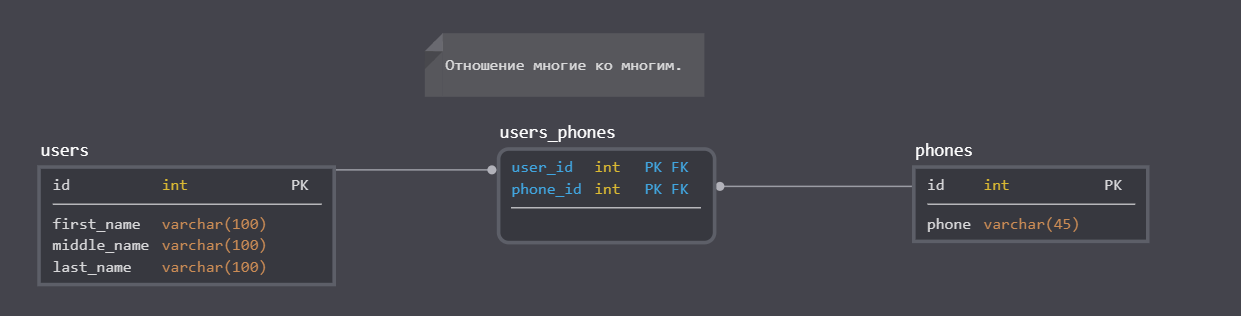 Отношение многие ко многим.
users
id int PK
first_name varchar(100)
middle_name varchar(100)
last_name varchar(100)
users_phones
user_id int PK FK
phone_id int PK FK
phones
id int PK
phone varchar(45)